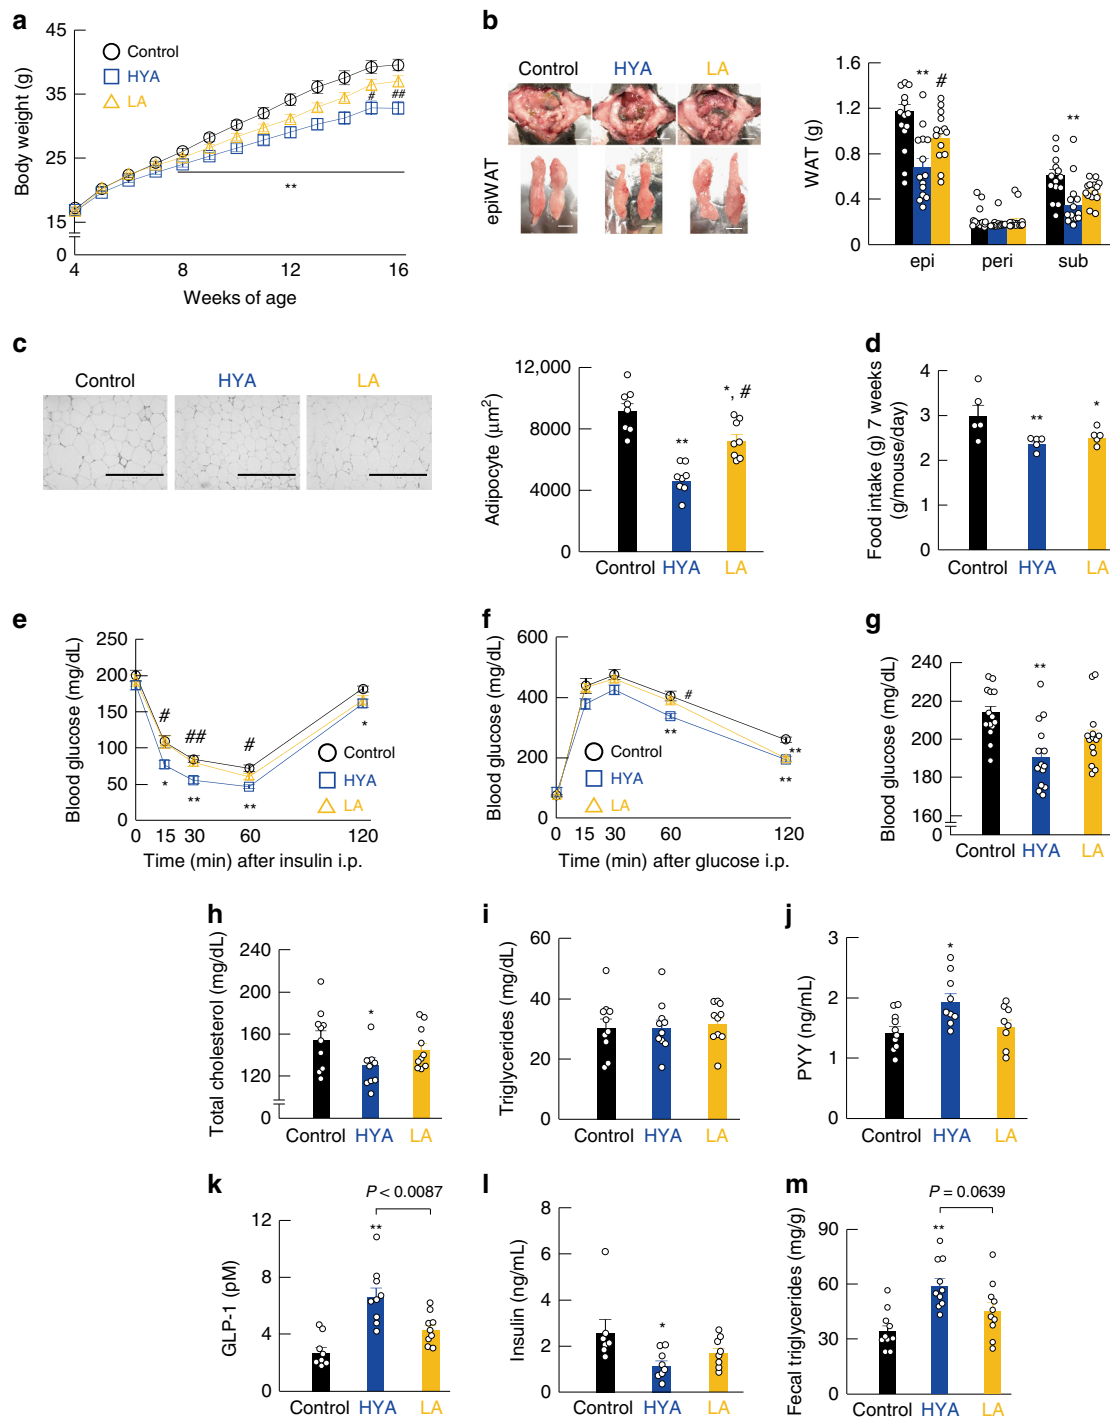 a
45
35
25
15
0
Body weight (g)
Control
HYA
LA
#
##
**
4
8
12
16
Weeks of age
b
Control
HYA
LA
epiWAT
1.6
1.2
0.8
0.4
0
WAT (g)
**
#
**
epi
peri
sub
c
Control
HYA
LA
12,000
8000
4000
0
Adipocyte (μm²)
**
*, #
Control
HYA
LA
d
4
3
2
1
0
Food intake (g) 7 weeks
(g/mouse/day)
**
*
Control
HYA
LA
e
250
200
150
100
50
0
Blood glucose (mg/dL)
#
##
#
*
**
**
*
Control
HYA
LA
0 15 30 60 120
Time (min) after insulin i.p.
f
600
400
200
0
Blood glucose (mg/dL)
#
**
**
**
Control
HYA
LA
0 15 30 60 120
Time (min) after glucose i.p.
g
240
220
200
180
160
0
Blood glucose (mg/dL)
**
Control
HYA
LA
h
240
200
160
120
0
Total cholesterol (mg/dL)
*
Control
HYA
LA
i
60
40
20
0
Triglycerides (mg/dL)
Control
HYA
LA
j
3
2
1
0
PYY (ng/mL)
*
Control
HYA
LA
k
12
8
4
0
GLP-1 (pM)
P < 0.0087
**
Control
HYA
LA
l
8
6
4
2
0
Insulin (ng/mL)
*
Control
HYA
LA
m
90
60
30
0
Fecal triglycerides (mg/g)
P = 0.0639
**
Control
HYA
LA